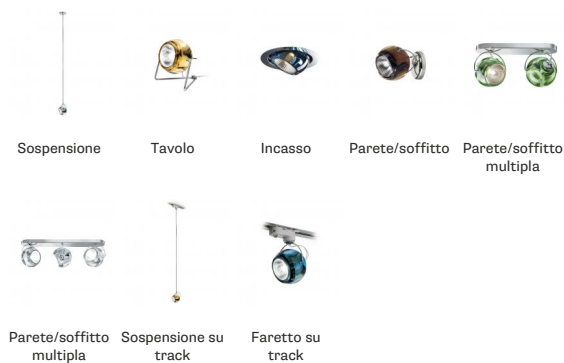 Sospensione
Tavolo
Incasso
Parete/soffitto
Parete/soffitto
multipla
Parete/soffitto
multipla
Sospensione su
track
Faretto su
track